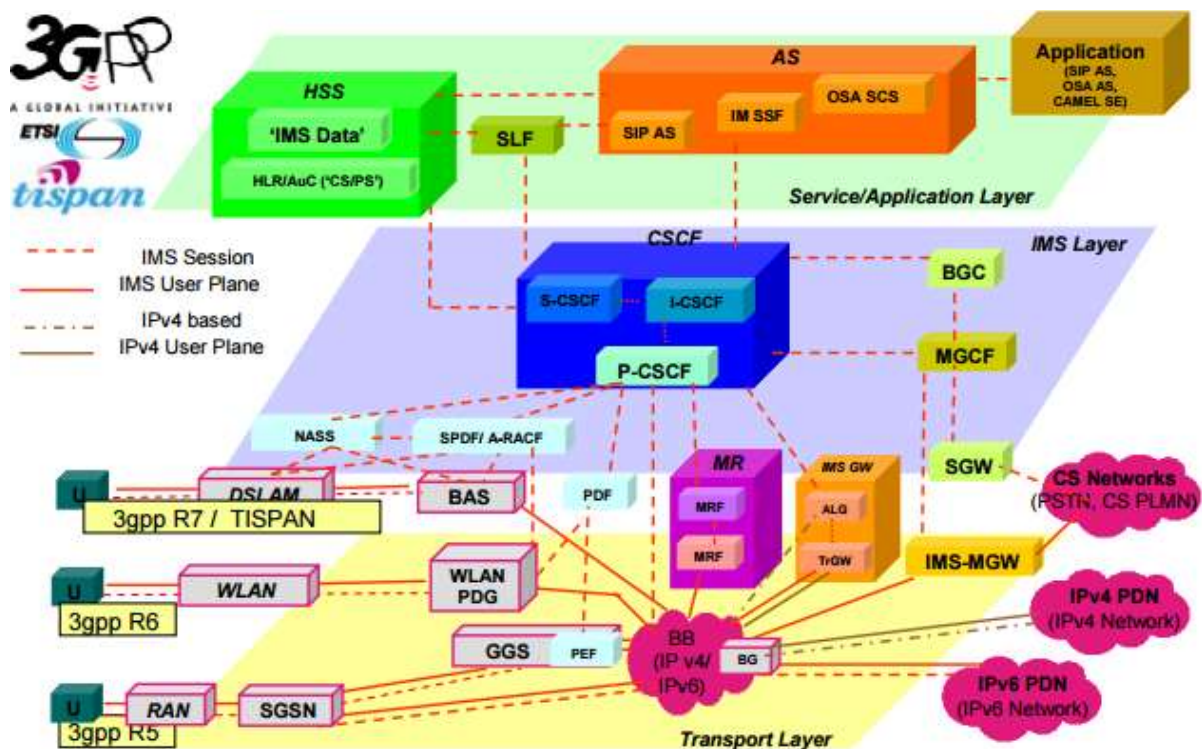 3GPP
A GLOBAL INITIATIVE
ETSI
tispan
HSS
'IMS Data'
HLR/AuC ('CS/PS')
SLF
AS
SIP AS
IM SSF
OSA SCS
Application
(SIP AS,
OSA AS,
CAMEL SE)
Service/Application Layer
IMS Session
IMS User Plane
IPv4 based
IPv4 User Plane
CSCF
S-CSCF
I-CSCF
P-CSCF
IMS Layer
BGC
MGCF
SGW
NASS
SPDF/ A-RACF
U
DSLAM
BAS
3gpp R7 / TISPAN
PDF
MR
MRF
MRF
IMS GW
ALG
TrGW
IMS-MGW
CS Networks
(PSTN, CS PLMN)
U
WLAN
WLAN
PDG
3gpp R6
GGS
PEF
BB
(IP v4/
IPv6)
BG
IPv4 PDN
(IPv4 Network)
IPv6 PDN
(IPv6 Network)
U
RAN
SGSN
3gpp R5
Transport Layer